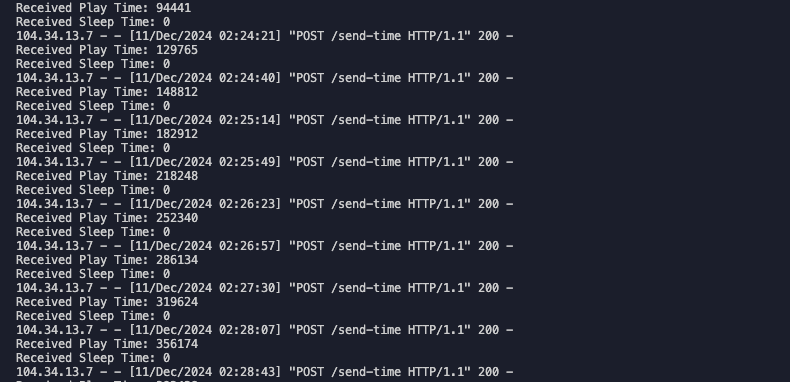 Received Play Time: 94441
Received Sleep Time: 0
104.34.13.7 - - [11/Dec/2024 02:24:21] "POST /send-time HTTP/1.1" 200 -
Received Play Time: 129765
Received Sleep Time: 0
104.34.13.7 - - [11/Dec/2024 02:24:40] "POST /send-time HTTP/1.1" 200 -
Received Play Time: 148812
Received Sleep Time: 0
104.34.13.7 - - [11/Dec/2024 02:25:14] "POST /send-time HTTP/1.1" 200 -
Received Play Time: 182912
Received Sleep Time: 0
104.34.13.7 - - [11/Dec/2024 02:25:49] "POST /send-time HTTP/1.1" 200 -
Received Play Time: 218248
Received Sleep Time: 0
104.34.13.7 - - [11/Dec/2024 02:26:23] "POST /send-time HTTP/1.1" 200 -
Received Play Time: 252340
Received Sleep Time: 0
104.34.13.7 - - [11/Dec/2024 02:26:57] "POST /send-time HTTP/1.1" 200 -
Received Play Time: 286134
Received Sleep Time: 0
104.34.13.7 - - [11/Dec/2024 02:27:30] "POST /send-time HTTP/1.1" 200 -
Received Play Time: 319624
Received Sleep Time: 0
104.34.13.7 - - [11/Dec/2024 02:28:07] "POST /send-time HTTP/1.1" 200 -
Received Play Time: 356174
Received Sleep Time: 0
104.34.13.7 - - [11/Dec/2024 02:28:43] "POST /send-time HTTP/1.1" 200 -